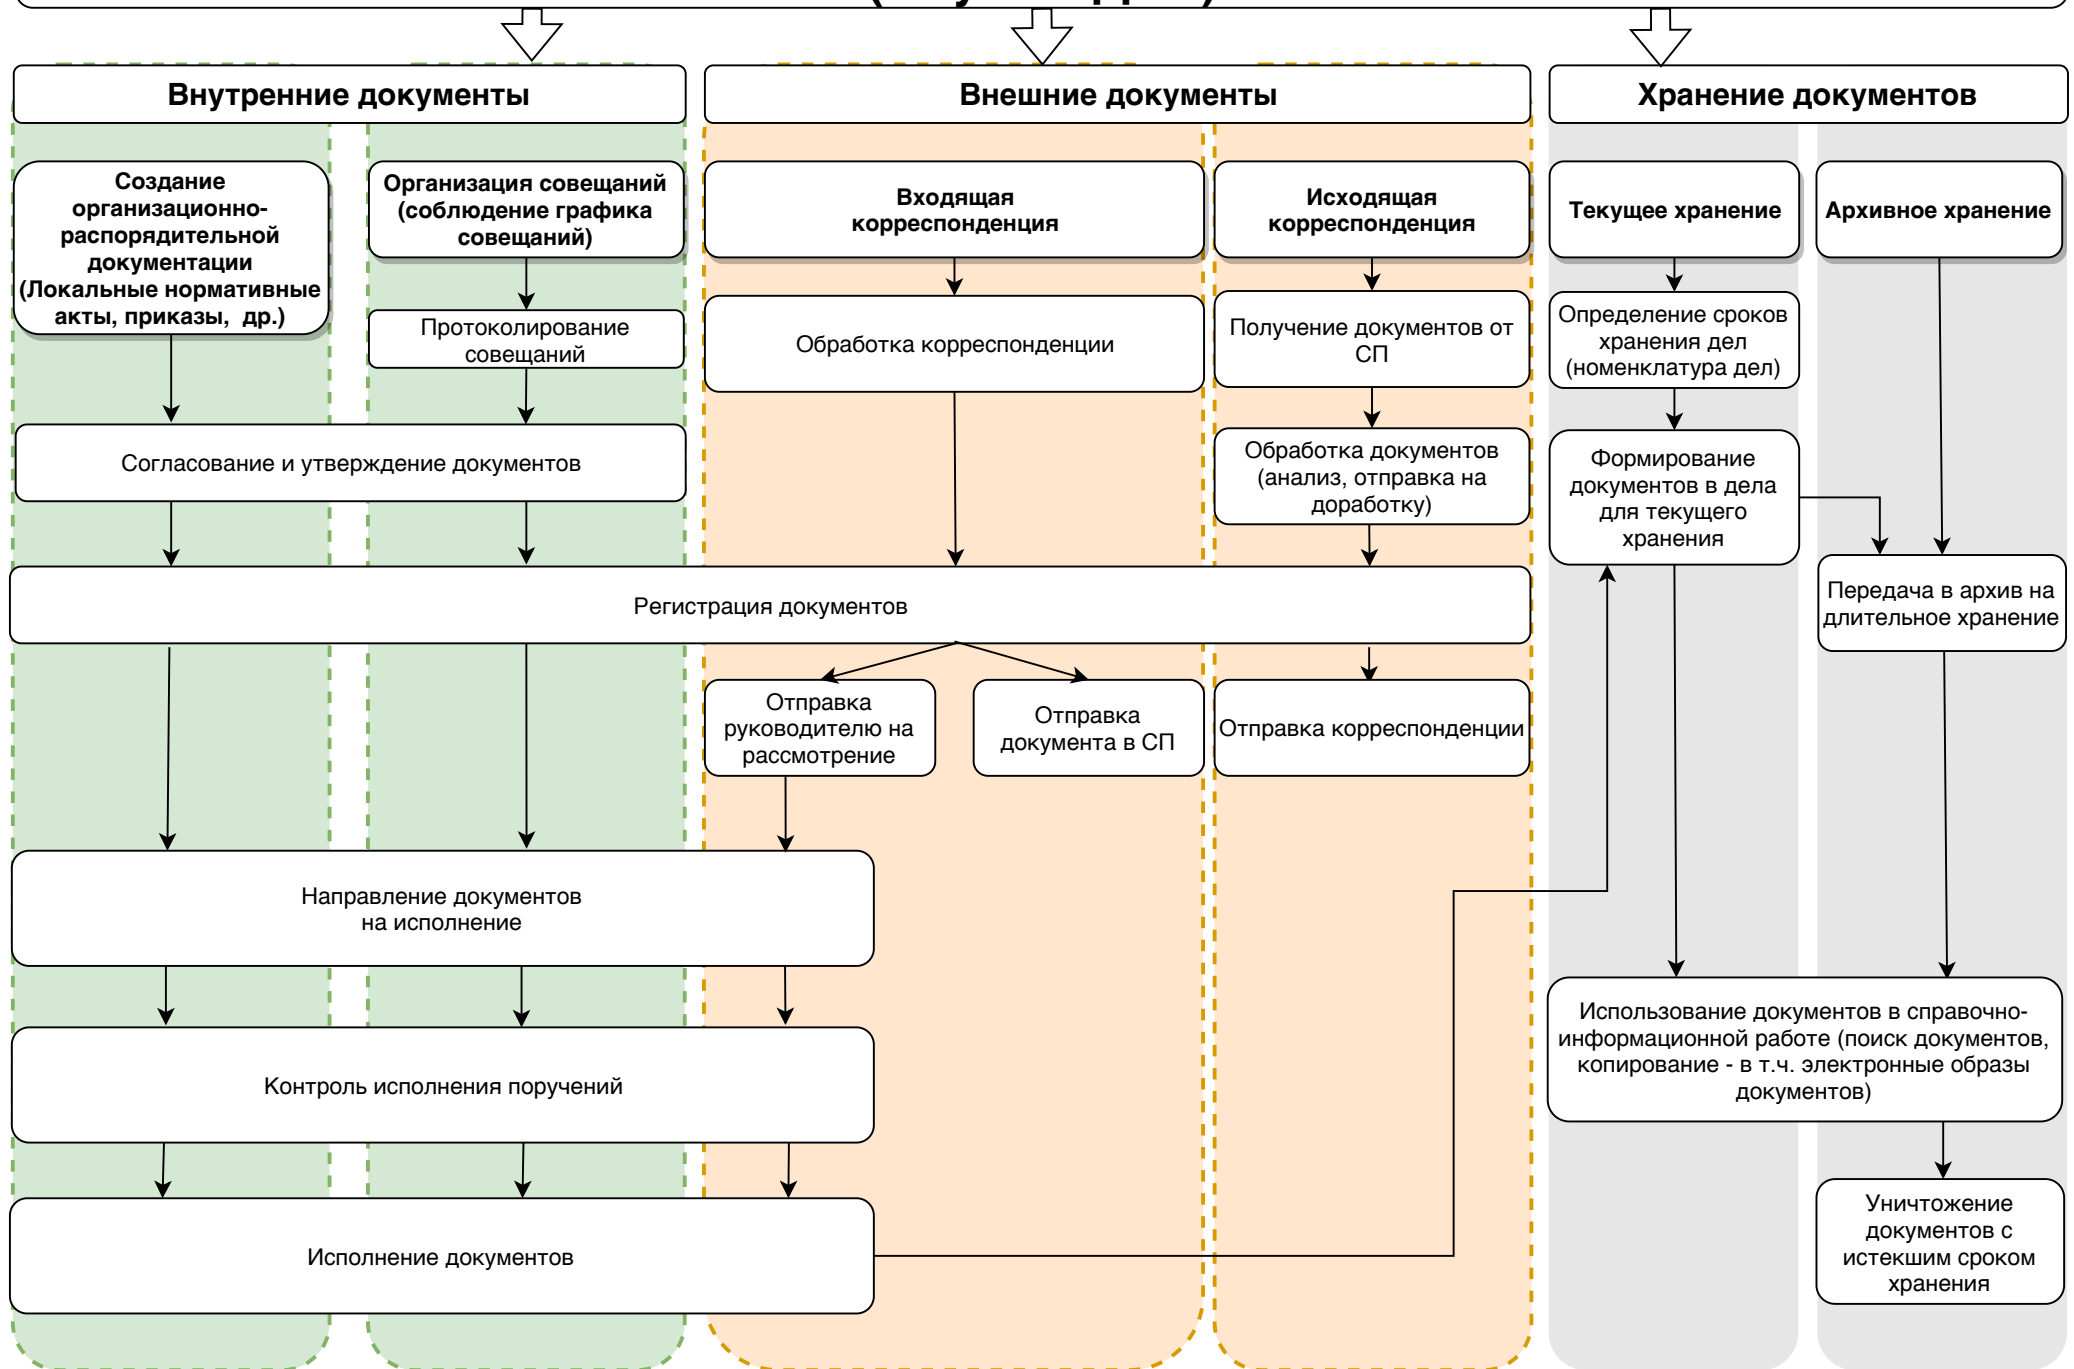 Внутренние документы
Внешние документы
Хранение документов
Создание
организационно-
распорядительной
документации
(Локальные нормативные
акты, приказы, др.)
Организация совещаний
(соблюдение графика
совещаний)
Входящая
корреспонденция
Исходящая
корреспонденция
Текущее хранение
Архивное хранение
Протоколирование
совещаний
Обработка корреспонденции
Получение документов от
СП
Определение сроков
хранения дел
(номенклатура дел)
Согласование и утверждение документов
Обработка документов
(анализ, отправка на
доработку)
Формирование
документов в дела
для текущего
хранения
Регистрация документов
Передача в архив на
длительное хранение
Отправка
руководителю на
рассмотрение
Отправка
документа в СП
Отправка корреспонденции
Направление документов
на исполнение
Использование документов в справочно-
информационной работе (поиск документов,
копирование - в т.ч. электронные образы
документов)
Контроль исполнения поручений
Исполнение документов
Уничтожение
документов с
истекшим сроком
хранения